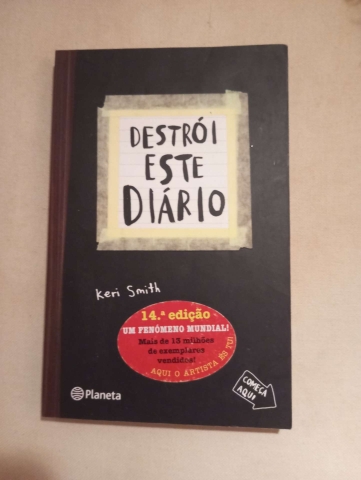 DESTRÓI
ESTE
DIÁRIO
Keri Smith
14.ª edição
UM FENÓMENO MUNDIAL!
Mais de 15 milhões
de exemplares
vendidos!
AQUI O ARTISTA ÉS TU!
Planeta
COMEÇA
AQUI